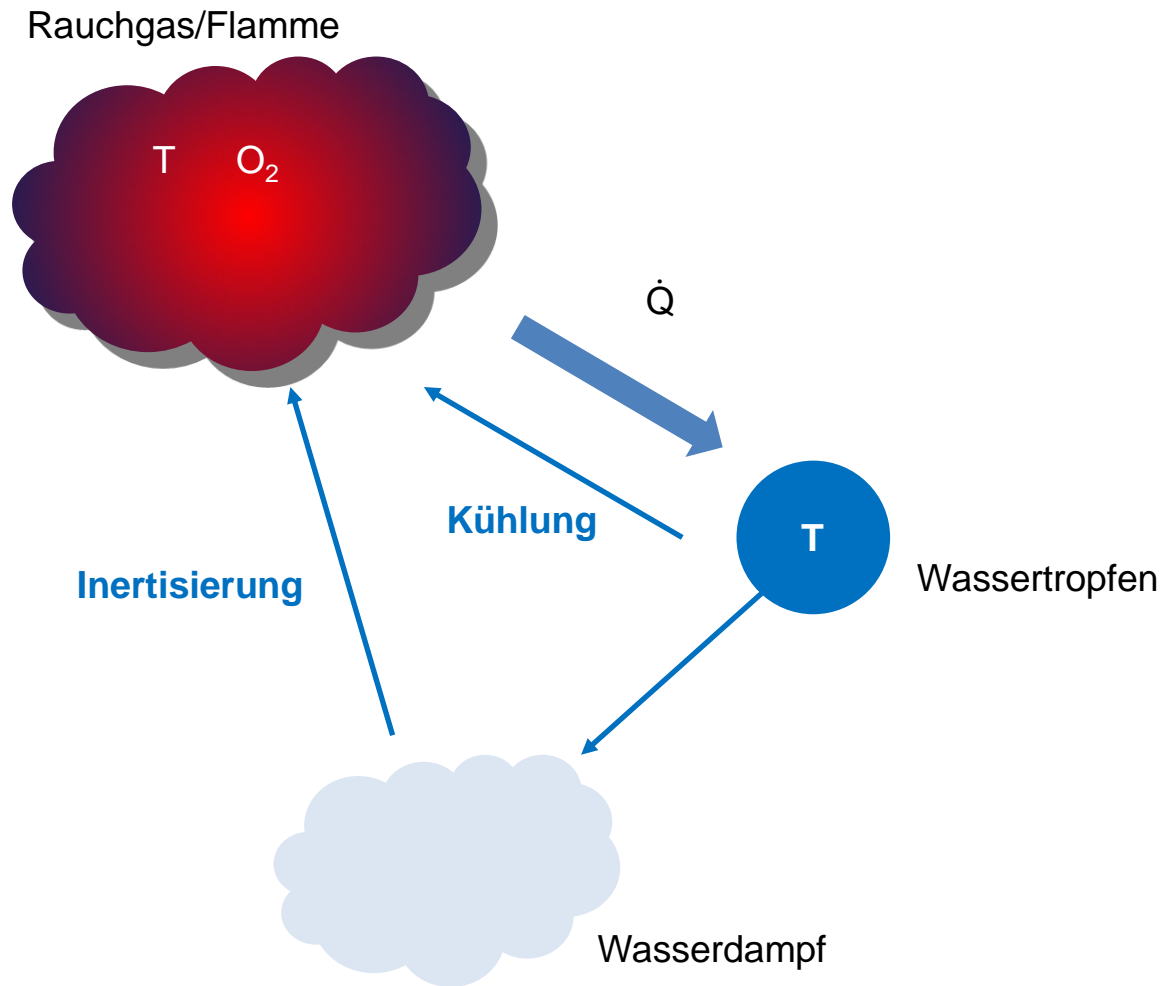 Rauchgas/Flamme
T O₂
Q̇
Kühlung
T
Inertisierung
Wassertropfen
Wasserdampf